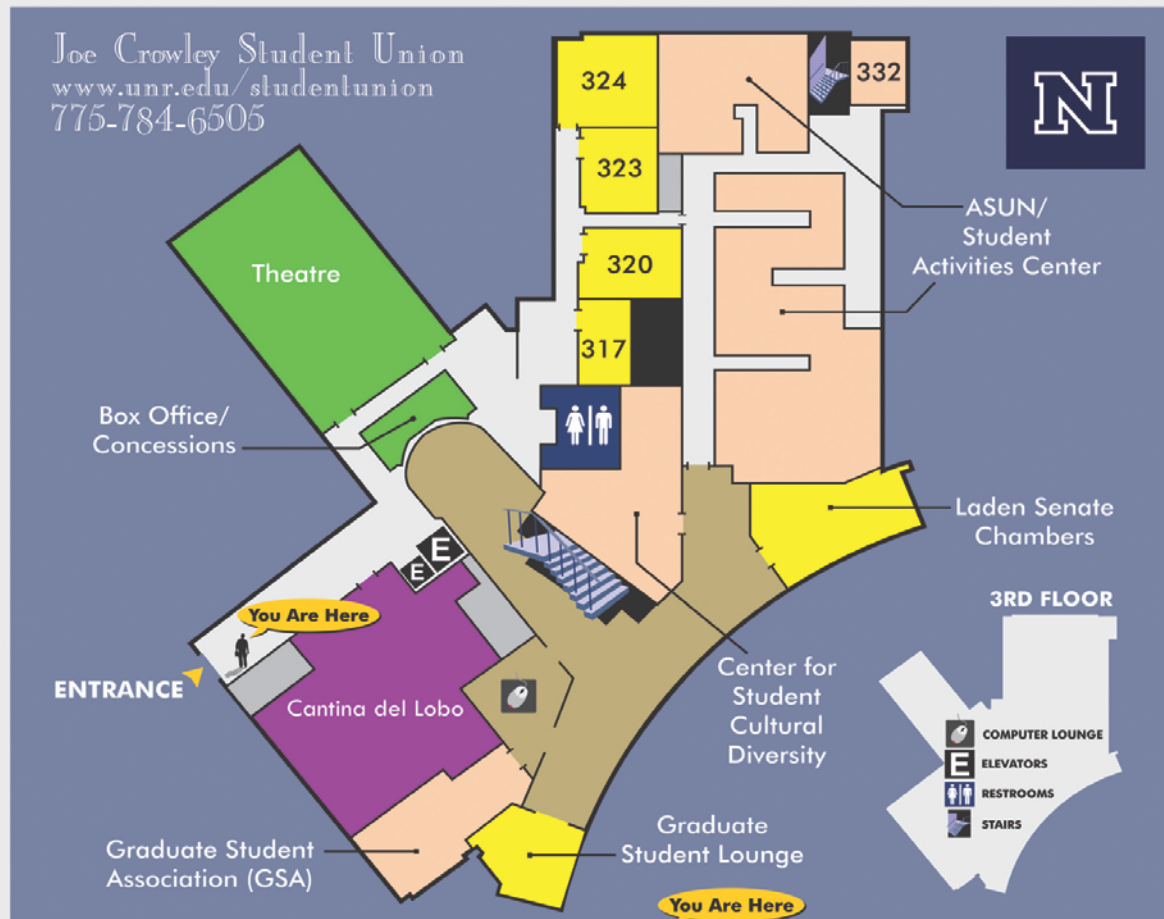 Joe Crowley Student Union
www.unr.edu/studentunion
775-784-6505
N
324
332
323
ASUN/
Student
Activities Center
320
Theatre
317
Box Office/
Concessions
Laden Senate
Chambers
E
E
You Are Here
3RD FLOOR
ENTRANCE
Center for
Student
Cultural
Diversity
Cantina del Lobo
COMPUTER LOUNGE
E ELEVATORS
RESTROOMS
STAIRS
Graduate Student
Association (GSA)
Graduate
Student Lounge
You Are Here